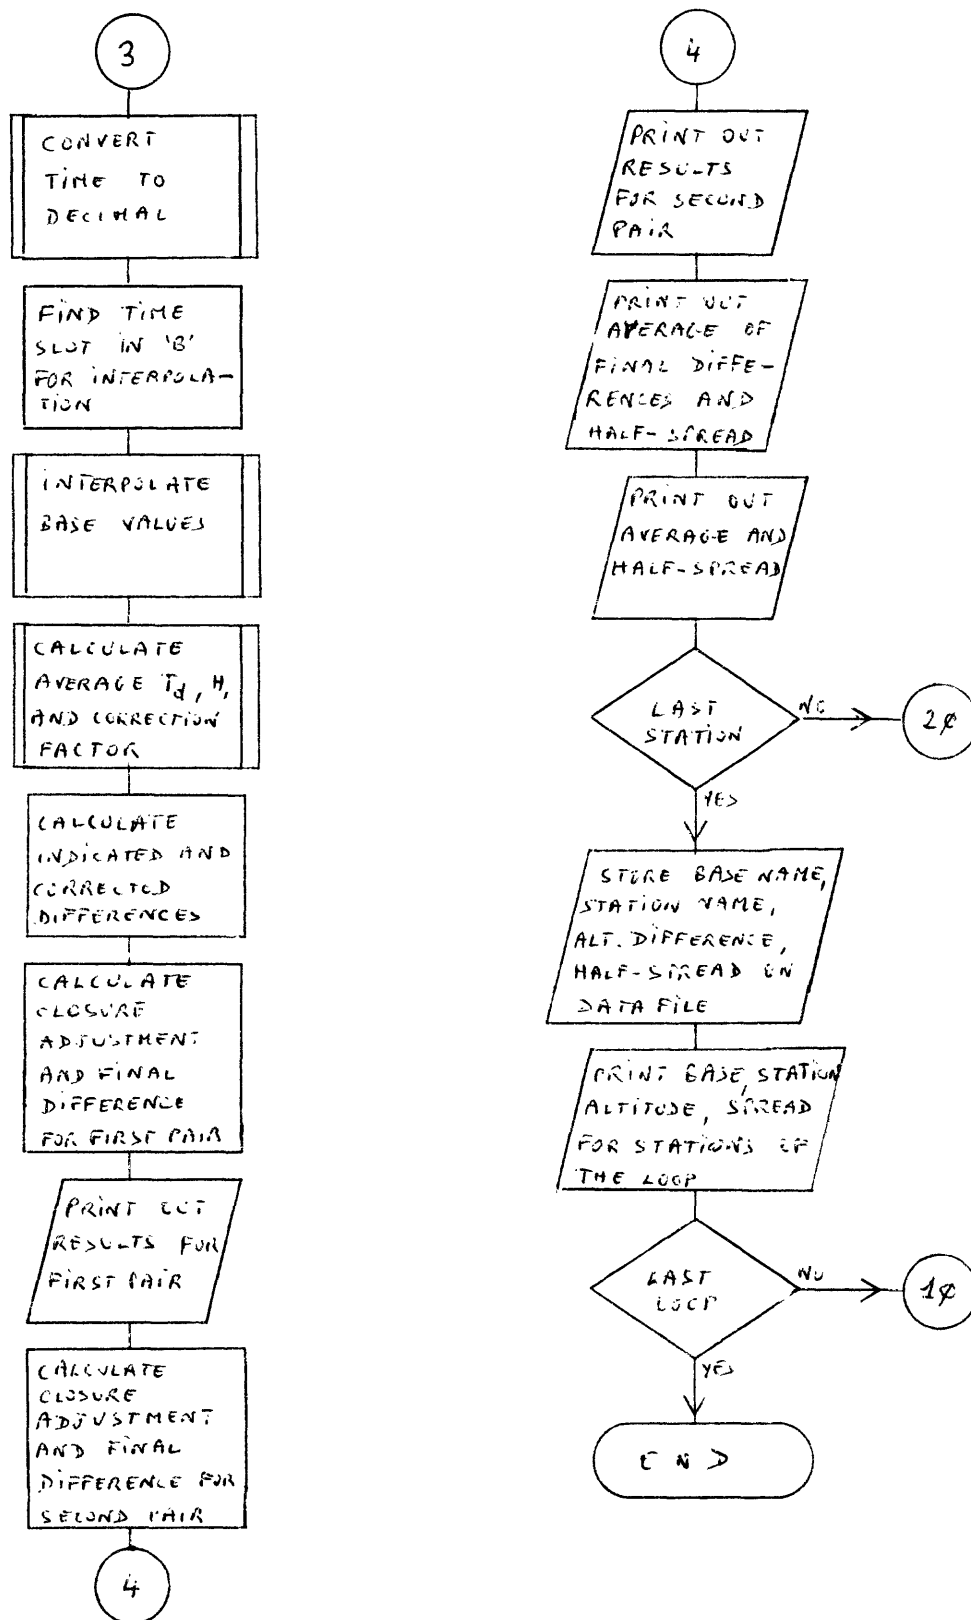 3
CONVERT
TIME TO
DECIMAL
FIND TIME
SLOT IN 'B'
FOR INTERPOLA-
TION
INTERPOLATE
BASE VALUES
CALCULATE
AVERAGE Td, H,
AND CORRECTION
FACTOR
CALCULATE
INDICATED AND
CORRECTED
DIFFERENCES
CALCULATE
CLOSURE
ADJUSTMENT
AND FINAL
DIFFERENCE
FOR FIRST PAIR
PRINT OUT
RESULTS FOR
FIRST PAIR
CALCULATE
CLOSURE
ADJUSTMENT
AND FINAL
DIFFERENCE FOR
SECOND PAIR
4
4
PRINT OUT
RESULTS
FOR SECOND
PAIR
PRINT OUT
AVERAGE OF
FINAL DIFFE-
RENCES AND
HALF-SPREAD
PRINT OUT
AVERAGE AND
HALF-SPREAD
LAST
STATION
NO
2¢
YES
STORE BASE NAME,
STATION NAME,
ALT. DIFFERENCE,
HALF-SPREAD ON
DATA FILE
PRINT BASE, STATION
ALTITUDE, SPREAD
FOR STATIONS OF
THE LOOP
LAST
LOOP
NO
1¢
YES
END